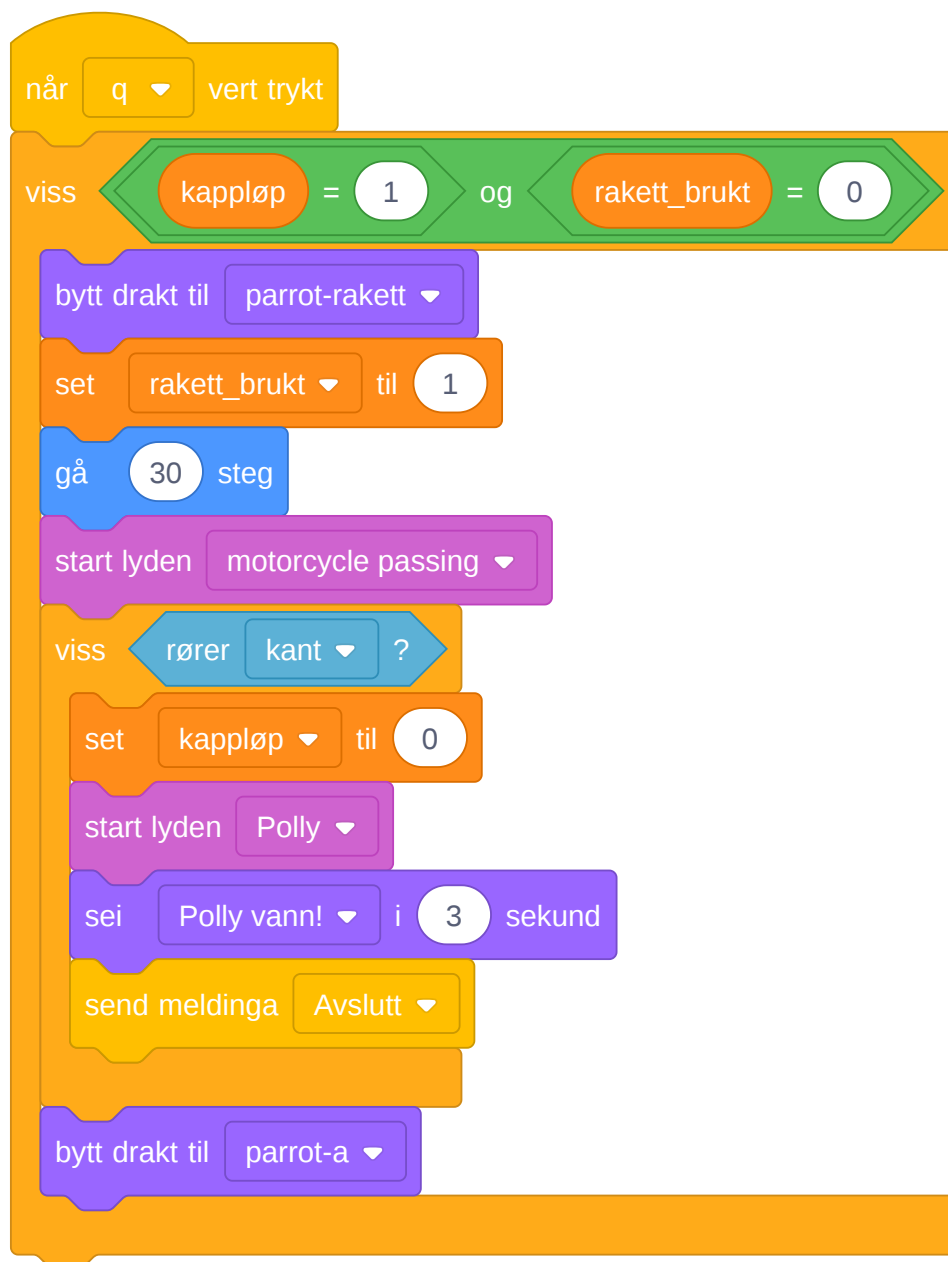 når q vert trykt
viss kappløp = 1 og rakett_brukt = 0
bytt drakt til parrot-rakett
set rakett_brukt til 1
gå 30 steg
start lyden motorcycle passing
viss rører kant ?
set kappløp til 0
start lyden Polly
sei Polly vann! i 3 sekund
send meldinga Avslutt
bytt drakt til parrot-a